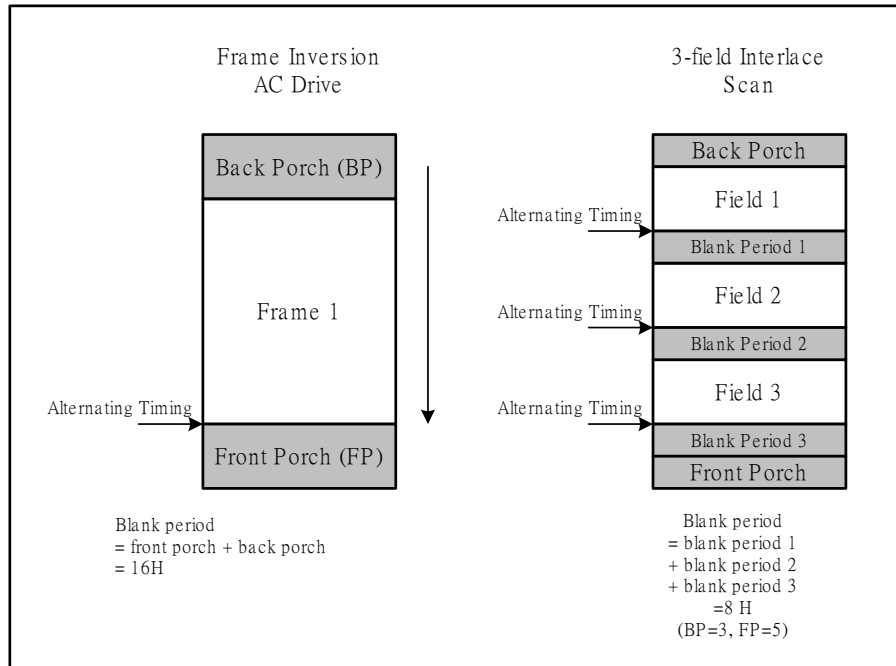 Frame Inversion
AC Drive
Back Porch (BP)
Frame 1
Alternating Timing
Front Porch (FP)
Blank period
= front porch + back porch
= 16H
3-field Interlace
Scan
Back Porch
Field 1
Alternating Timing
Blank Period 1
Field 2
Alternating Timing
Blank Period 2
Field 3
Alternating Timing
Blank Period 3
Front Porch
Blank period
= blank period 1
+ blank period 2
+ blank period 3
=8 H
(BP=3, FP=5)